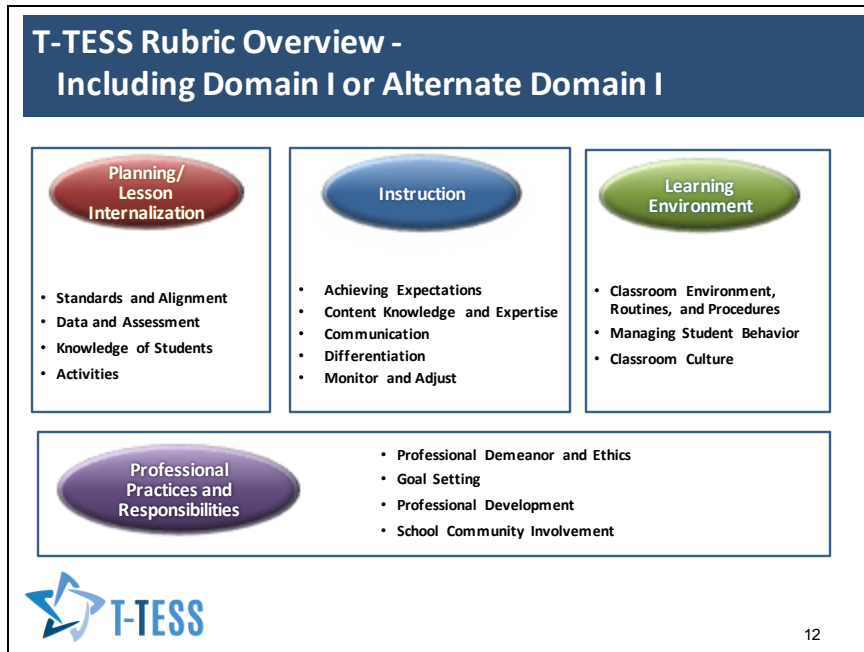 T-TESS Rubric Overview -
Including Domain I or Alternate Domain I
Planning/
Lesson
Internalization
• Standards and Alignment
• Data and Assessment
• Knowledge of Students
• Activities
Instruction
• Achieving Expectations
• Content Knowledge and Expertise
• Communication
• Differentiation
• Monitor and Adjust
Learning
Environment
• Classroom Environment,
Routines, and Procedures
• Managing Student Behavior
• Classroom Culture
Professional
Practices and
Responsibilities
• Professional Demeanor and Ethics
• Goal Setting
• Professional Development
• School Community Involvement
T-TESS
12